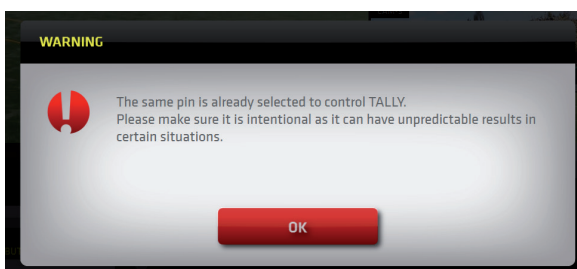 WARNING
The same pin is already selected to control TALLY.
Please make sure it is intentional as it can have unpredictable results in
certain situations.
OK